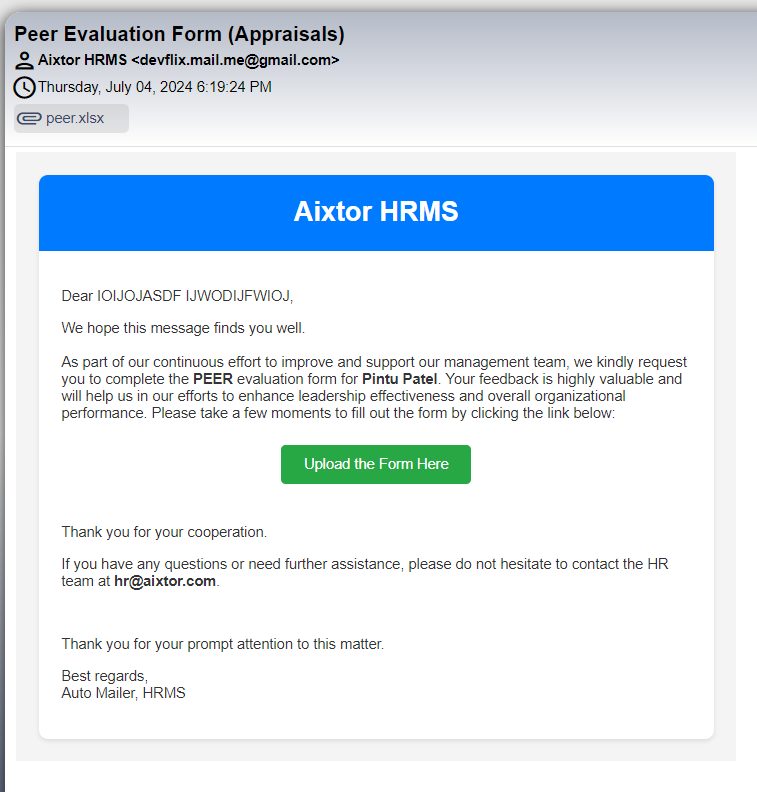 Peer Evaluation Form (Appraisals)
Aixtor HRMS <devflix.mail.me@gmail.com>
Thursday, July 04, 2024 6:19:24 PM
peer.xlsx
Aixtor HRMS
Dear IOIJOJASDF IJWODIJFWIOJ,
We hope this message finds you well.
As part of our continuous effort to improve and support our management team, we kindly request
you to complete the PEER evaluation form for Pintu Patel. Your feedback is highly valuable and
will help us in our efforts to enhance leadership effectiveness and overall organizational
performance. Please take a few moments to fill out the form by clicking the link below:
Upload the Form Here
Thank you for your cooperation.
If you have any questions or need further assistance, please do not hesitate to contact the HR
team at hr@aixtor.com.
Thank you for your prompt attention to this matter.
Best regards,
Auto Mailer, HRMS